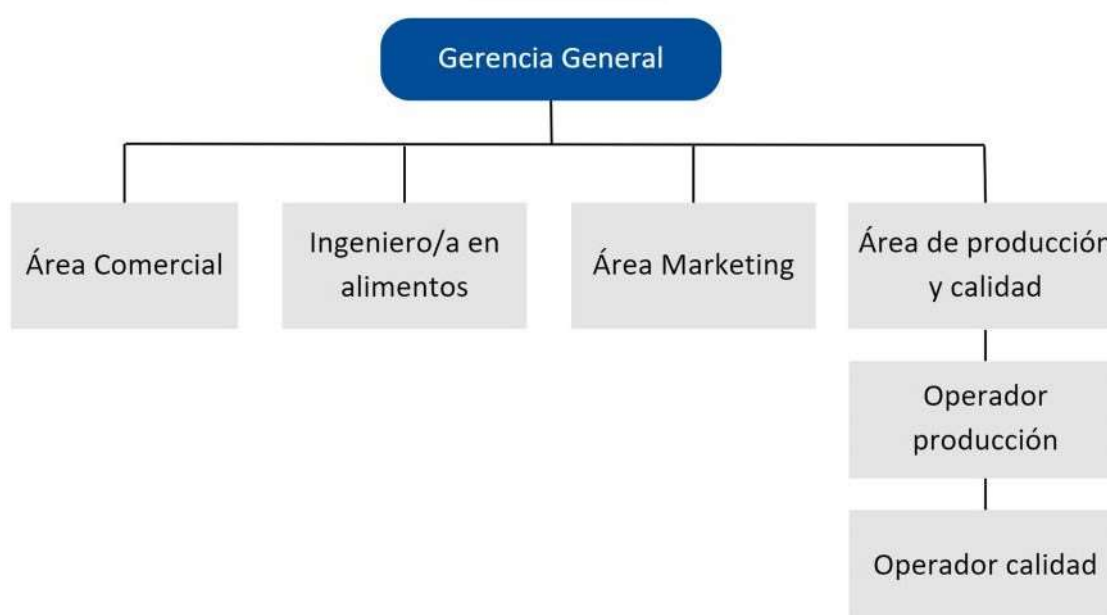 Gerencia General
Área Comercial
Ingeniero/a en
alimentos
Área Marketing
Área de producción
y calidad
Operador
producción
Operador calidad